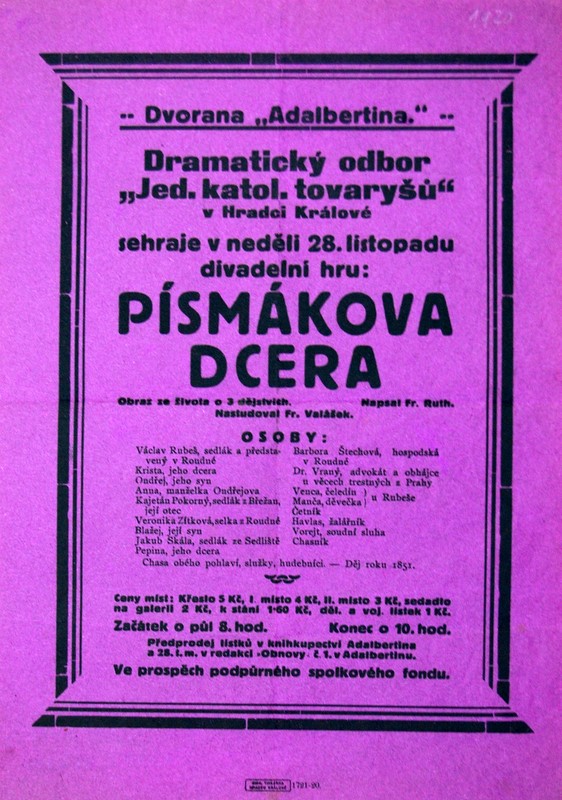 1920
-- Dvorana „Adalbertina.“ --
Dramatický odbor
„Jed. katol. tovaryšů“
v Hradci Králové
sehraje v neděli 28. listopadu
divadelní hru:
PÍSMÁKOVA
DCERA
Obraz ze života o 3 dějstvích. Napsal Fr. Ruth.
Nastudoval Fr. Valášek.
OSOBY:
Václav Rubeš, sedlák a předsta-
vený v Roudné
Krista, jeho dcera
Ondřej, jeho syn
Anna, manželka Ondřejova
Kajetán Pokorný, sedlák z Břežan,
její otec
Veronika Zítková, selka z Roudné
Blažej, její syn
Jakub Skála, sedlák ze Sedliště
Pepina, jeho dcera
Barbora Štechová, hospodská
v Roudné
Dr. Vraný, advokát a obhájce
u věcech trestných z Prahy
Venca, čeledín } u Rubeše
Manča, děvečka
Četník
Havlas, žalářník
Vorejt, soudní sluha
Chasník
Chasa obého pohlaví, služky, hudebníci. — Děj roku 1851.
Ceny míst: Křeslo 5 Kč, I. místo 4 Kč, II. místo 3 Kč, sedadlo
na galerii 2 Kč, k stání 1·60 Kč, děl. a voj. lístek 1 Kč.
Začátek o půl 8. hod. Konec o 10. hod.
Předprodej lístků v knihkupectví Adalbertina
a 28. t. m. v redakci »Obnovy« č. 1. v Adalbertinu.
Ve prospěch podpůrného spolkového fondu.
1721-20.